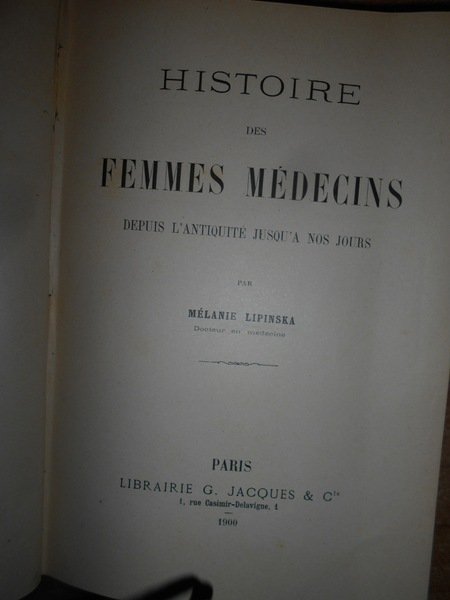 HISTOIRE
DES
FEMMES MÉDECINS
DEPUIS L'ANTIQUITÉ JUSQU'A NOS JOURS
PAR
MÉLANIE LIPINSKA
Docteur en médecine
PARIS
LIBRAIRIE G. JACQUES & Cie
1, rue Casimir-Delavigne, 1
1900